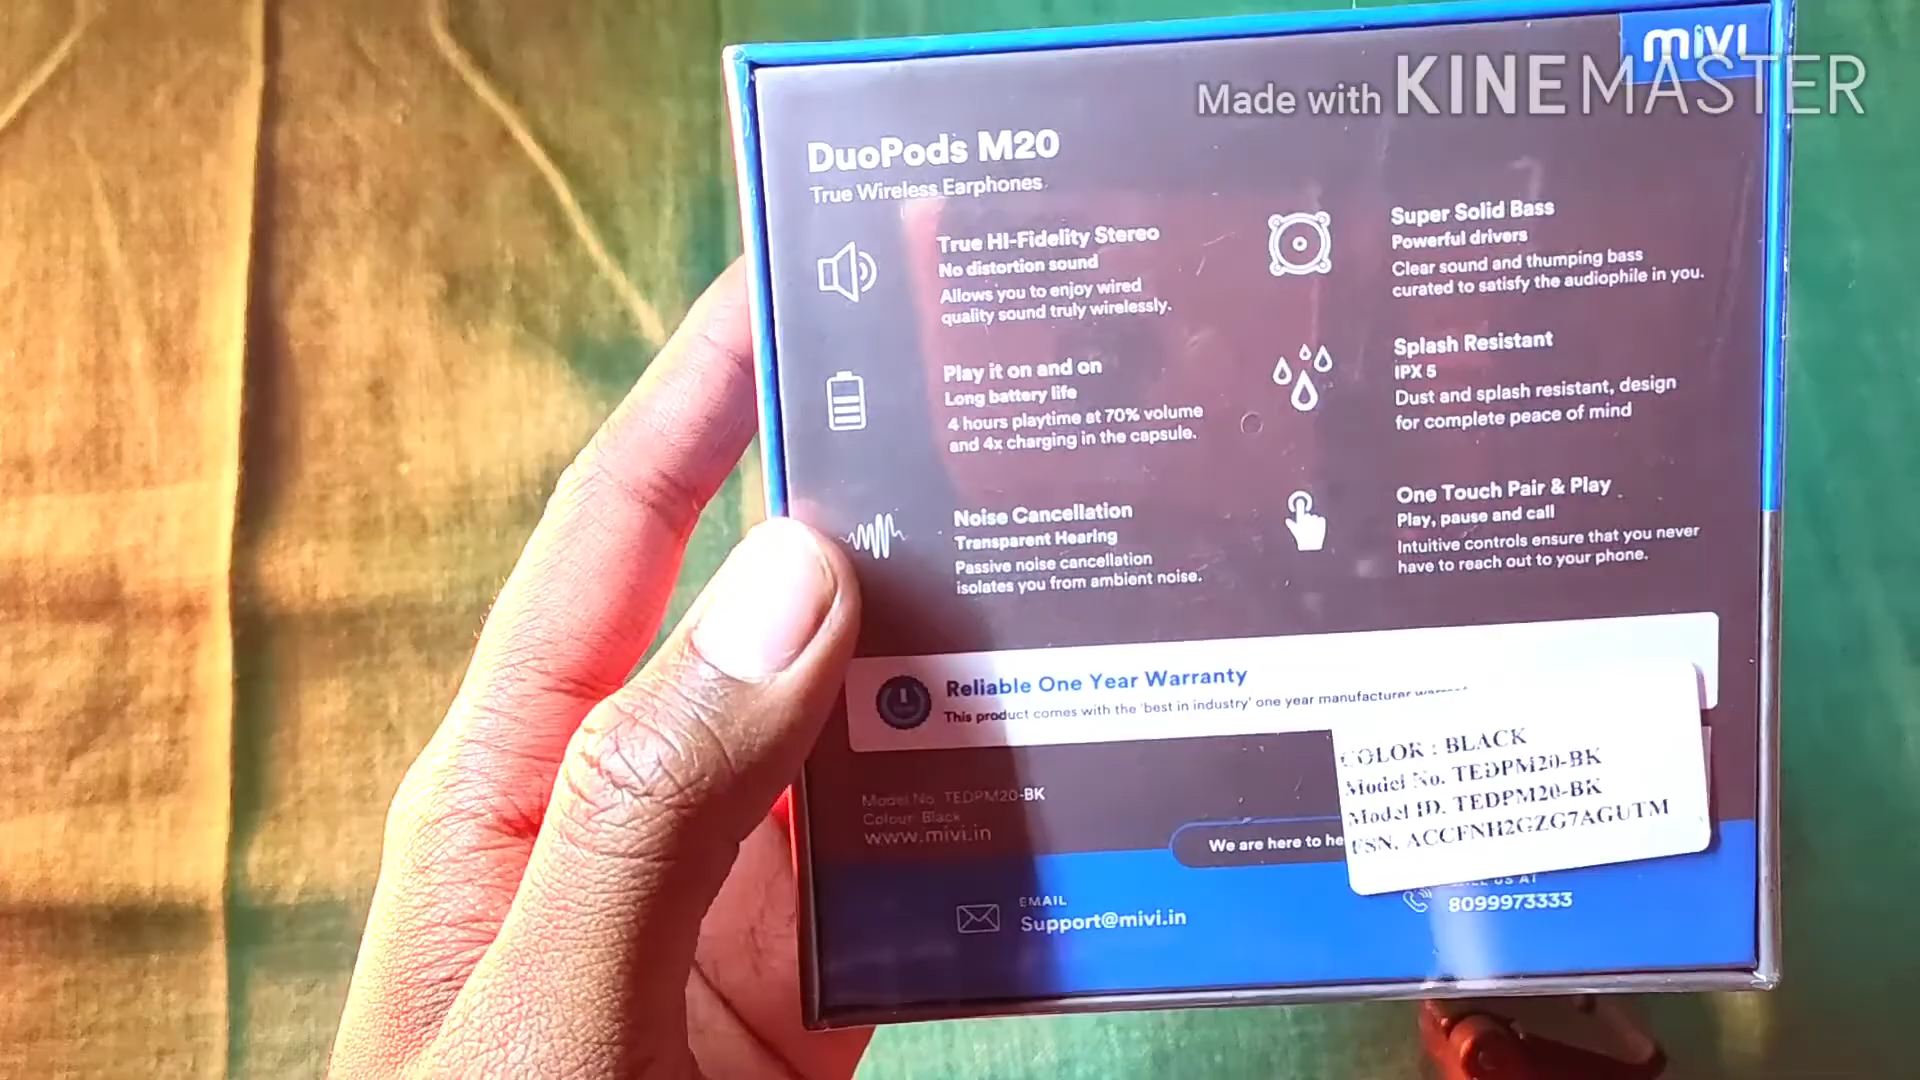 mivi
Made with KINEMASTER
DuoPods M20
True Wireless Earphones
True HI-Fidelity Stereo
No distortion sound
Allows you to enjoy wired
quality sound truly wirelessly.
Play it on and on
Long battery life
4 hours playtime at 70% volume
and 4x charging in the capsule.
Noise Cancellation
Transparent Hearing
Passive noise cancellation
isolates you from ambient noise.
Super Solid Bass
Powerful drivers
Clear sound and thumping bass
curated to satisfy the audiophile in you.
Splash Resistant
IPX 5
Dust and splash resistant, design
for complete peace of mind
One Touch Pair & Play
Play, pause and call
Intuitive controls ensure that you never
have to reach out to your phone.
Reliable One Year Warranty
This product comes with the 'best in industry' one year manufacturer
COLOR : BLACK
Model No. TEDPM20-BK
Model ID. TEDPM20-BK
FSN. ACCFNH2GZG7AGUTM
Model No. TEDPM20-BK
Colour: Black
www.mivi.in
We are here to
EMAIL
Support@mivi.in
US AT
8099973333